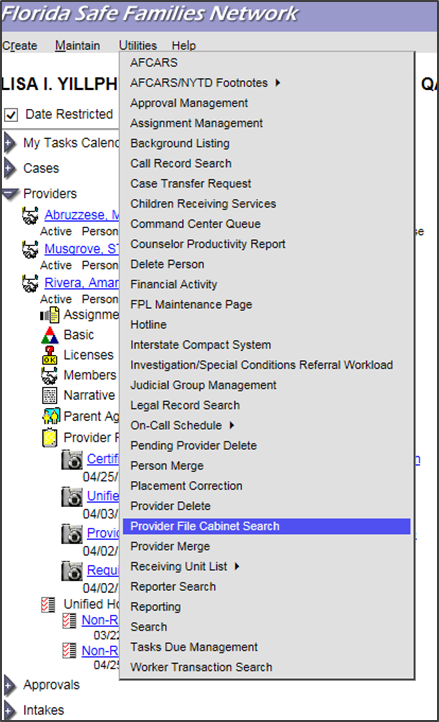 Florida Safe Families Network
Create Maintain Utilities Help
LISA I. YILLPH QA
Date Restricted
My Tasks Calend
Cases
Providers
Abruzzese, M
Active Person se
Musgrove, ST
Active Person
Rivera, Amar
Active Person
Assignme
Basic
Licenses
Members
Narrative
Parent Ag
Provider F
Certif n
04/25/
Unifie
04/03/
Provid
04/02/
Requi
04/02/
Unified Ho
Non-R
03/22
Non-R
04/25
Approvals
Intakes
AFCARS
AFCARS/NYTD Footnotes
Approval Management
Assignment Management
Background Listing
Call Record Search
Case Transfer Request
Children Receiving Services
Command Center Queue
Counselor Productivity Report
Delete Person
Financial Activity
FPL Maintenance Page
Hotline
Interstate Compact System
Investigation/Special Conditions Referral Workload
Judicial Group Management
Legal Record Search
On-Call Schedule
Pending Provider Delete
Person Merge
Placement Correction
Provider Delete
Provider File Cabinet Search
Provider Merge
Receiving Unit List
Reporter Search
Reporting
Search
Tasks Due Management
Worker Transaction Search